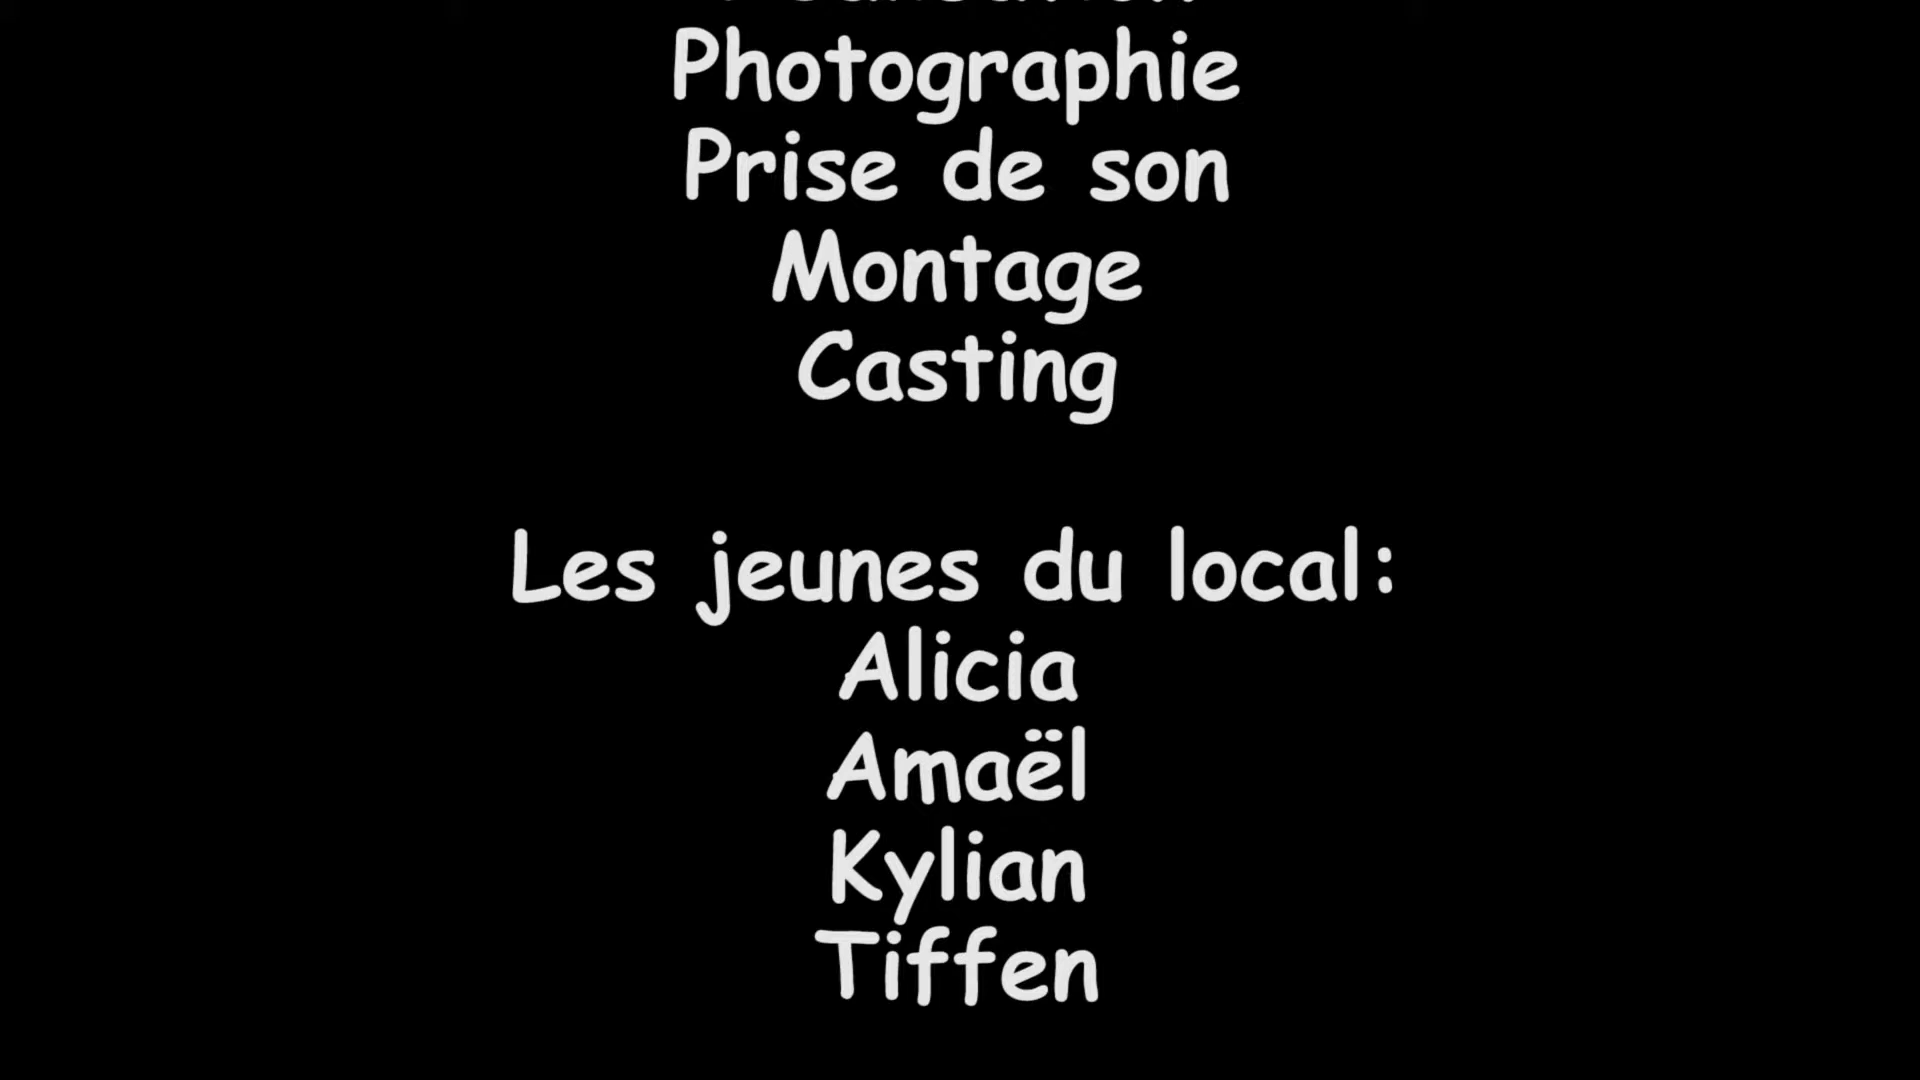 Photographie
Prise de son
Montage
Casting
Les jeunes du local:
Alicia
Amaël
Kylian
Tiffen